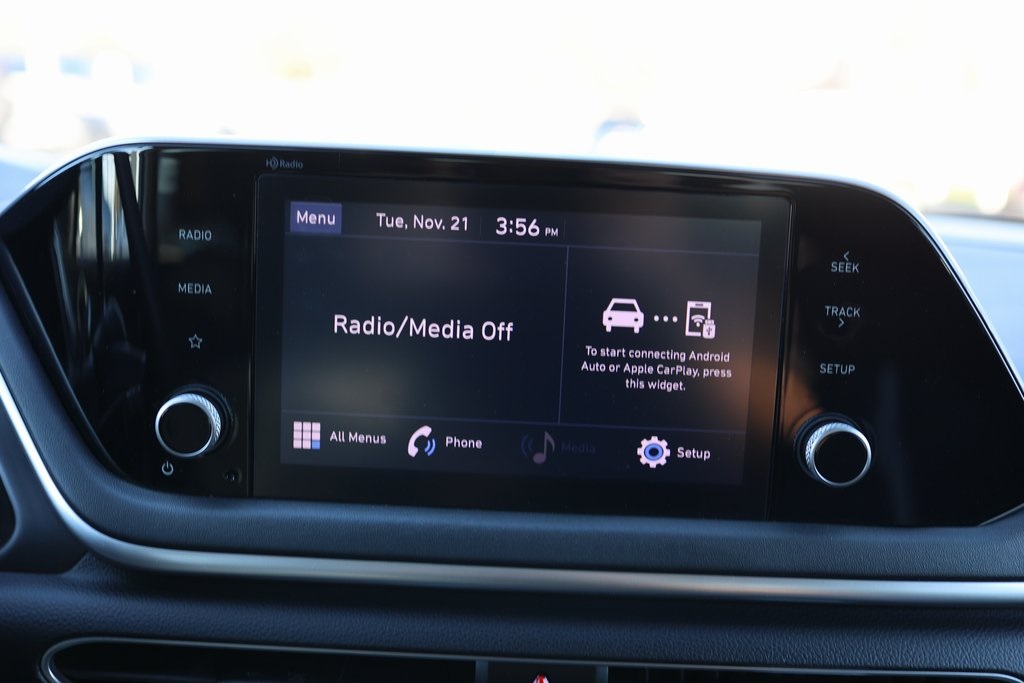 HD Radio
RADIO
MEDIA
Menu Tue, Nov. 21 3:56 PM
Radio/Media Off
To start connecting Android
Auto or Apple CarPlay, press
this widget.
All Menus Phone Media Setup
SEEK
TRACK
SETUP